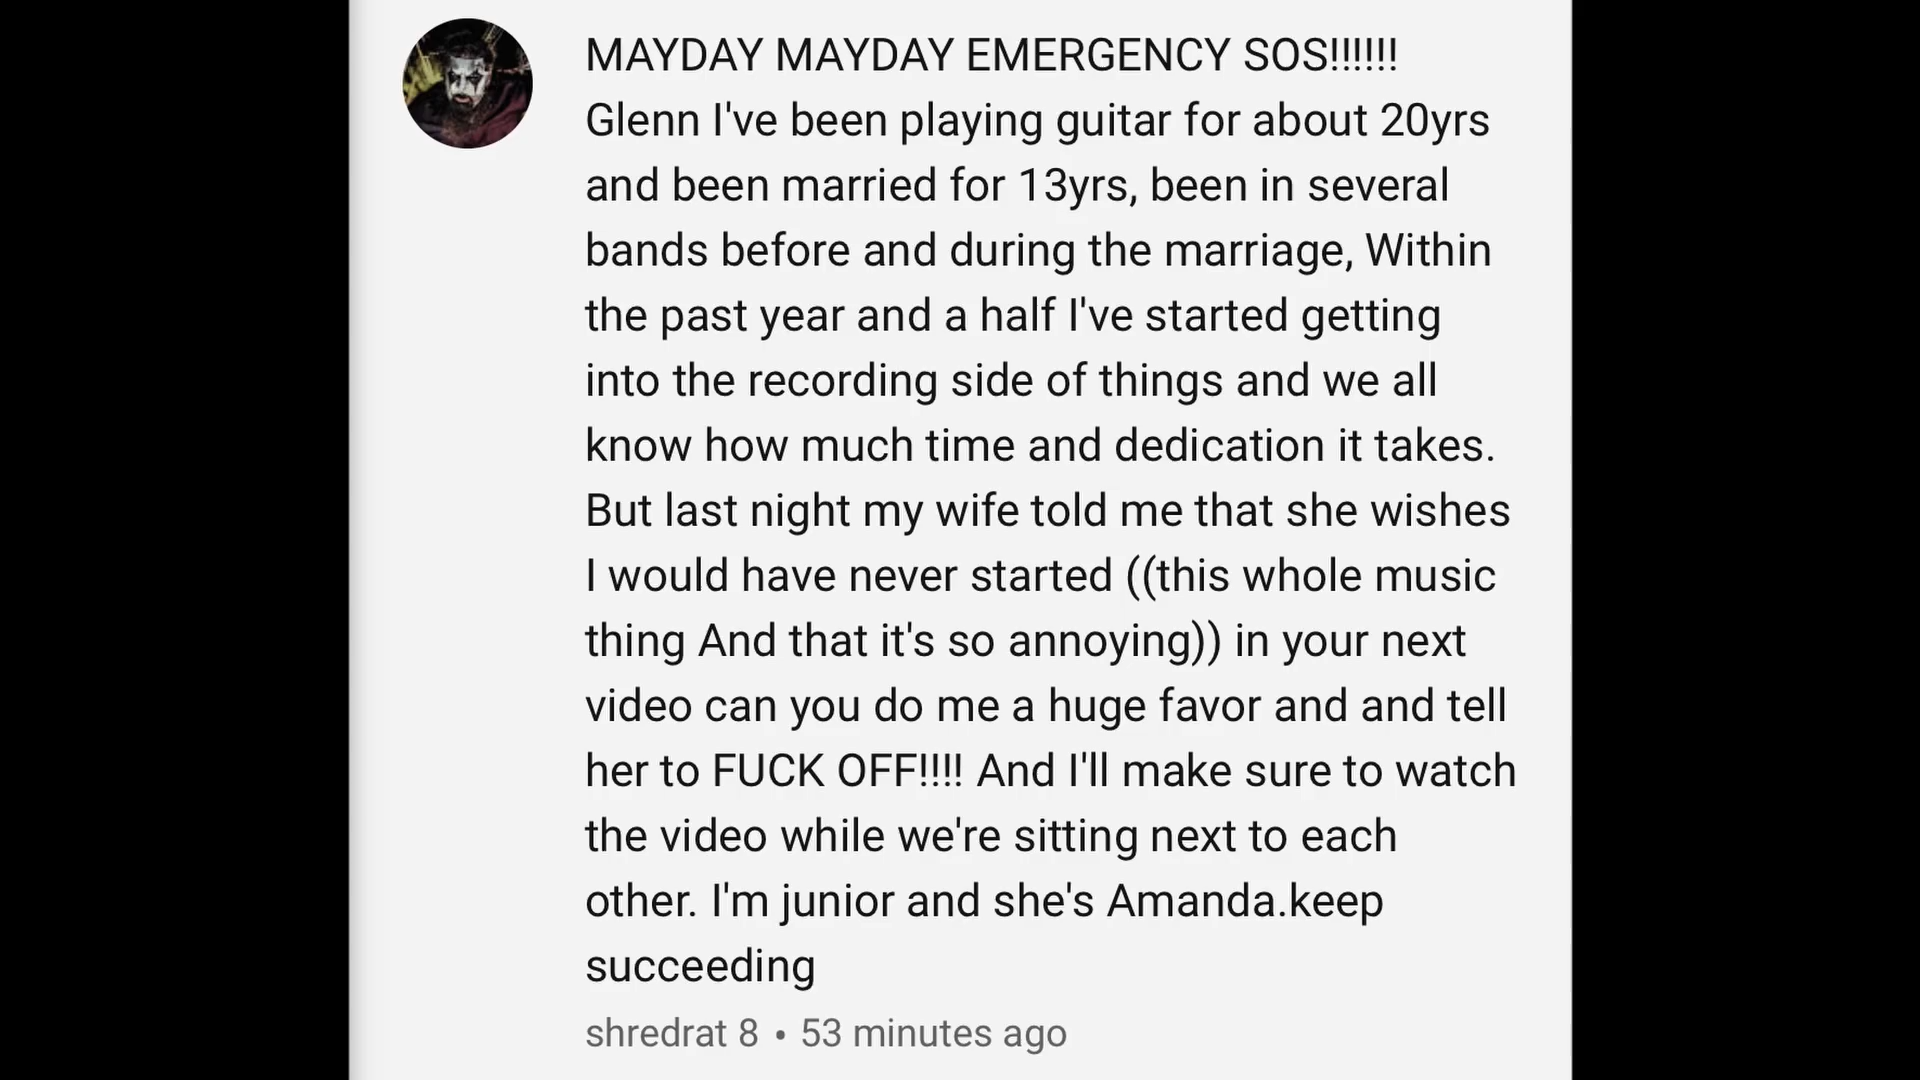 MAYDAY MAYDAY EMERGENCY SOS!!!!!!
Glenn I've been playing guitar for about 20yrs
and been married for 13yrs, been in several
bands before and during the marriage, Within
the past year and a half I've started getting
into the recording side of things and we all
know how much time and dedication it takes.
But last night my wife told me that she wishes
I would have never started ((this whole music
thing And that it's so annoying)) in your next
video can you do me a huge favor and and tell
her to FUCK OFF!!!! And I'll make sure to watch
the video while we're sitting next to each
other. I'm junior and she's Amanda.keep
succeeding
shredrat 8 • 53 minutes ago